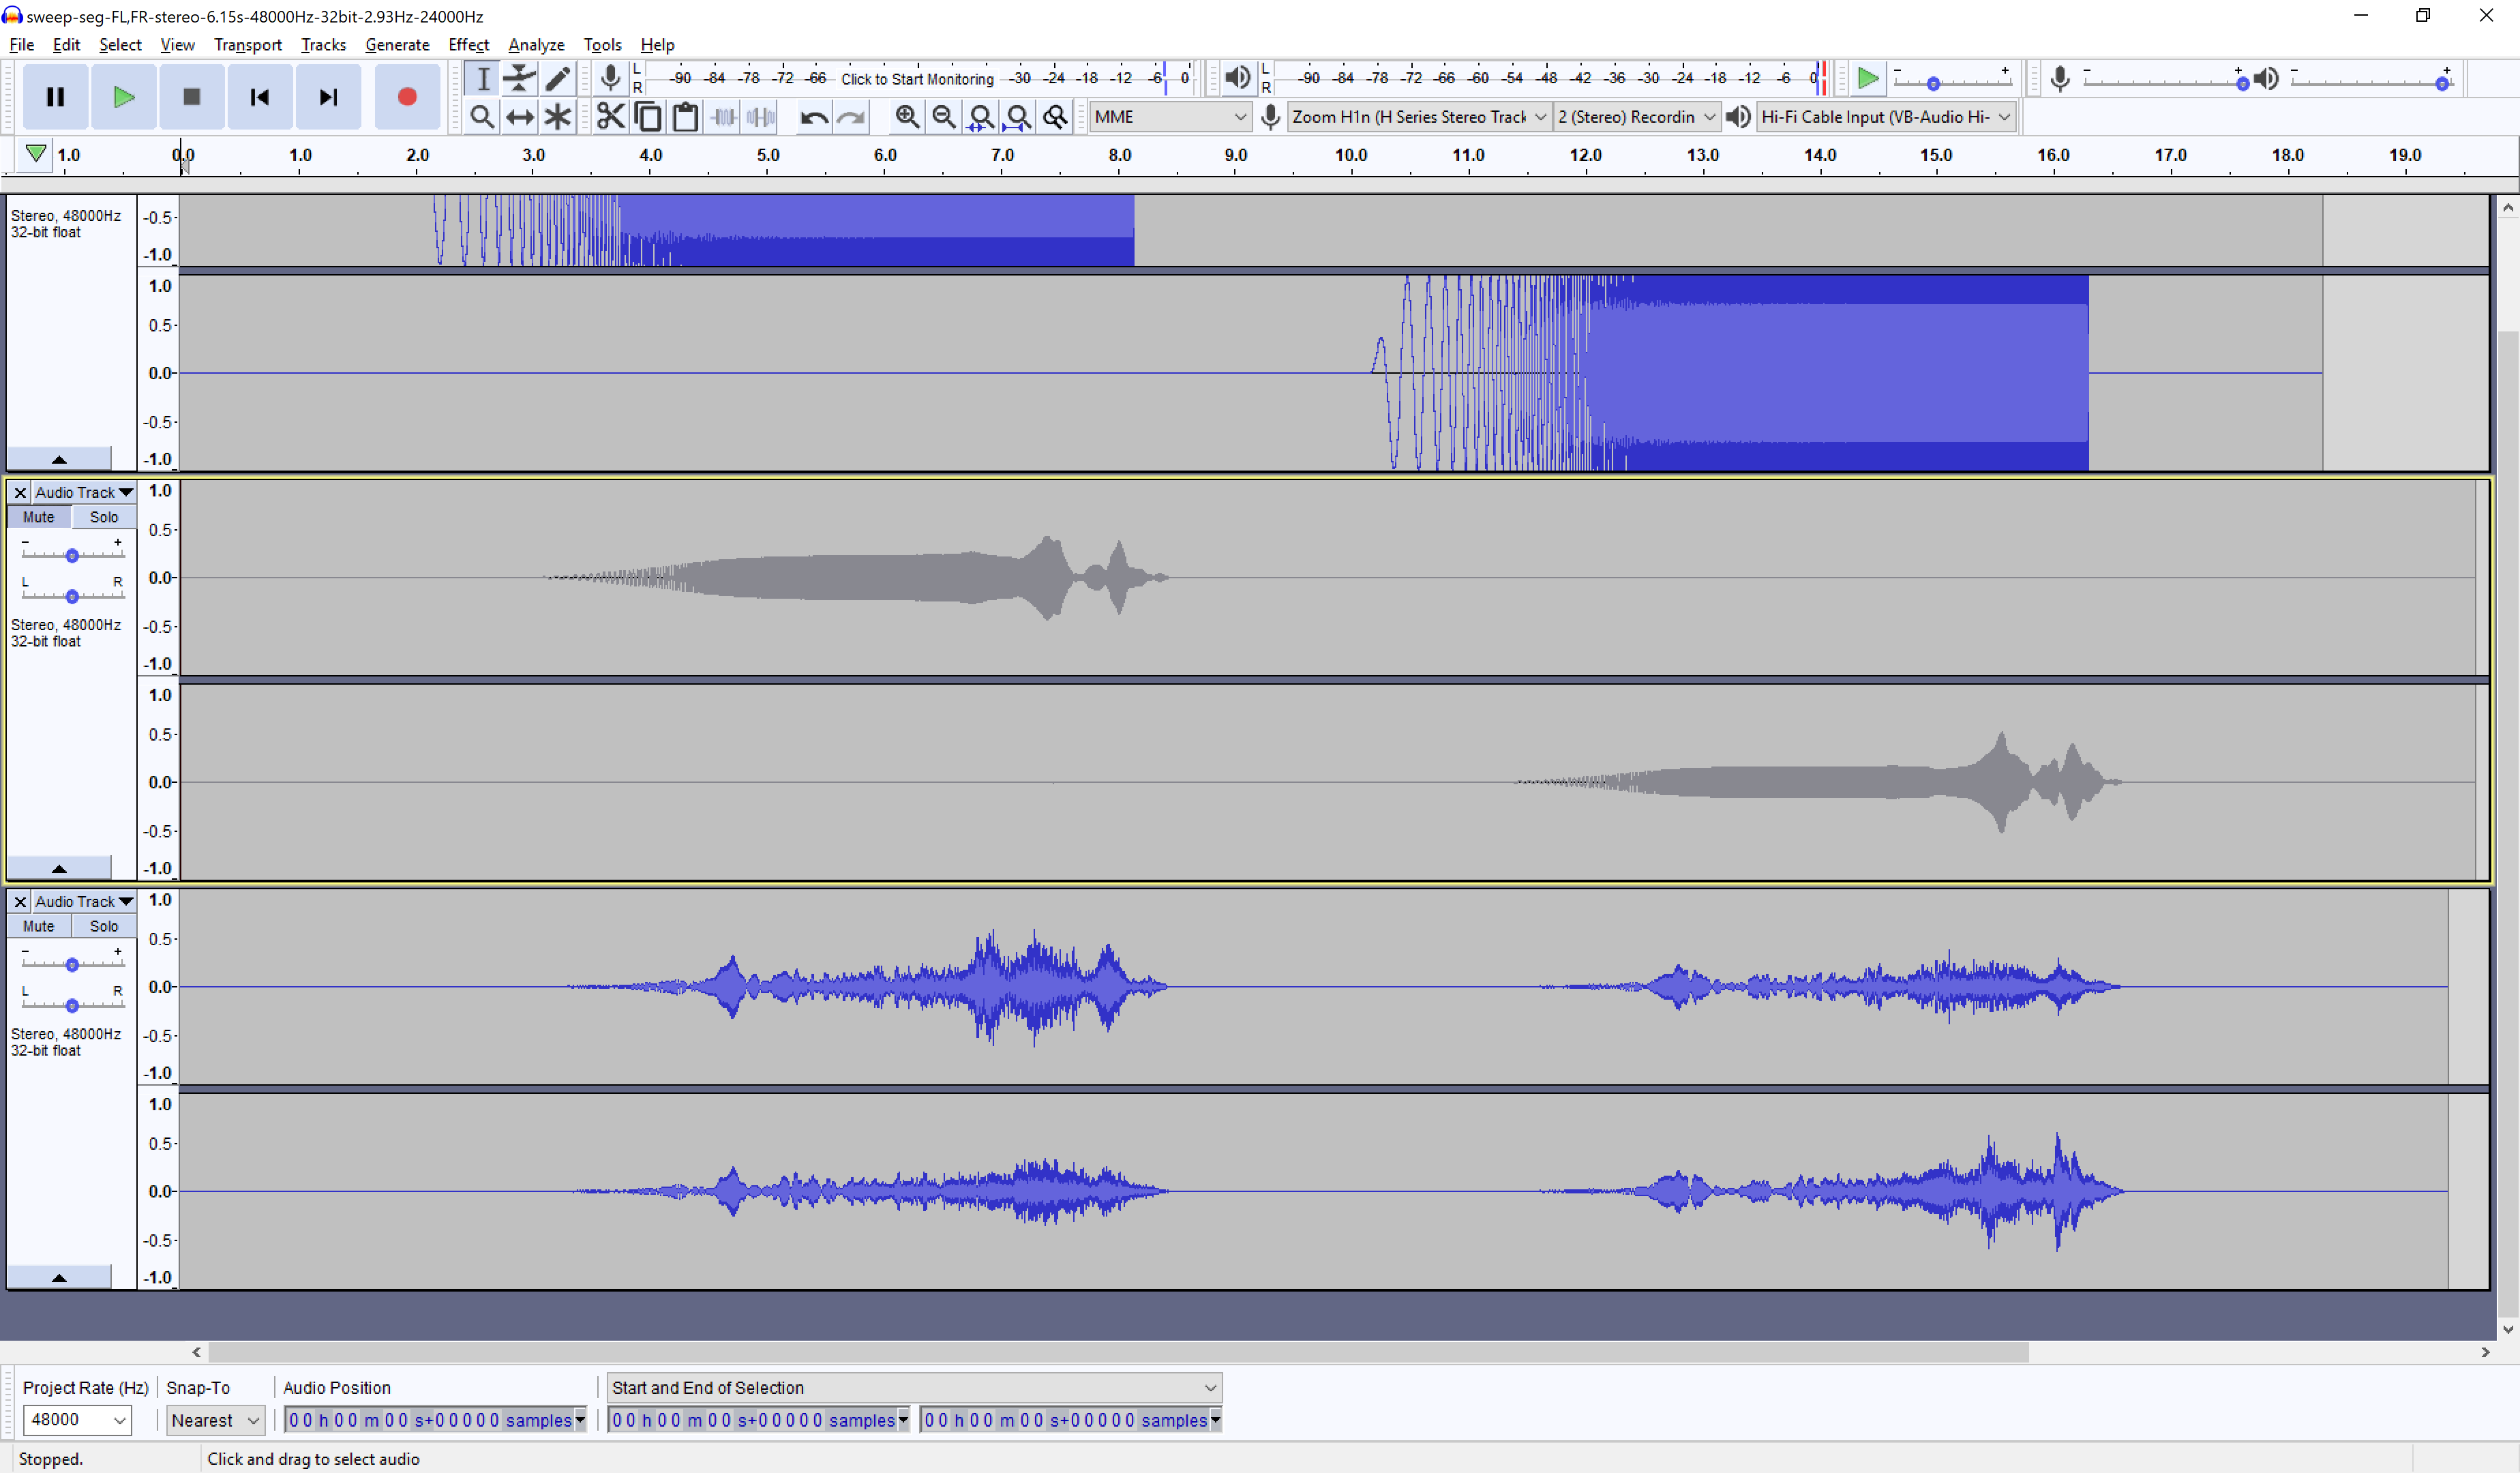 sweep-seg-FL,FR-stereo-6.15s-48000Hz-32bit-2.93Hz-24000Hz
File Edit Select View Transport Tracks Generate Effect Analyze Tools Help
L R -90 -84 -78 -72 -66 Click to Start Monitoring -30 -24 -18 -12 -6 0
L R -90 -84 -78 -72 -66 -60 -54 -48 -42 -36 -30 -24 -18 -12 -6 0
- + - + - +
MME Zoom H1n (H Series Stereo Track 2 (Stereo) Recordin Hi-Fi Cable Input (VB-Audio Hi-
1.0 0.0 1.0 2.0 3.0 4.0 5.0 6.0 7.0 8.0 9.0 10.0 11.0 12.0 13.0 14.0 15.0 16.0 17.0 18.0 19.0
Stereo, 48000Hz
32-bit float
-0.5
-1.0
1.0
0.5
0.0
-0.5
-1.0
Audio Track
Mute Solo
- +
L R
Stereo, 48000Hz
32-bit float
1.0
0.5
0.0
-0.5
-1.0
1.0
0.5
0.0
-0.5
-1.0
Audio Track
Mute Solo
- +
L R
Stereo, 48000Hz
32-bit float
1.0
0.5
0.0
-0.5
-1.0
1.0
0.5
0.0
-0.5
-1.0
Project Rate (Hz) Snap-To Audio Position Start and End of Selection
48000 Nearest 00 h 00 m 00 s+00000 samples 00 h 00 m 00 s+00000 samples 00 h 00 m 00 s+00000 samples
Stopped. Click and drag to select audio